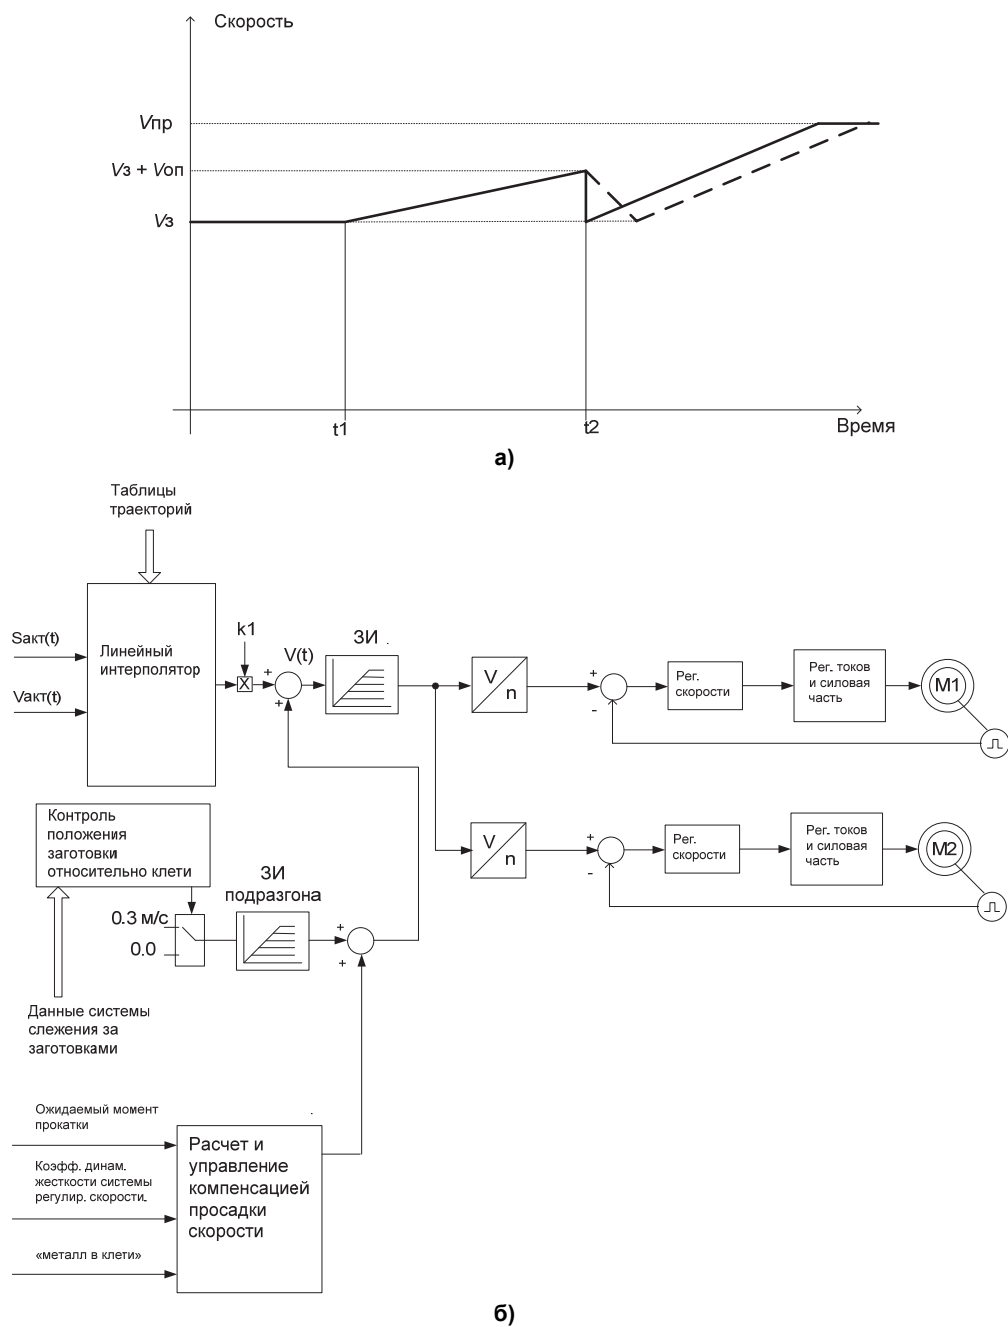 Скорость
Vпр
Vз + Vоп
Vз
t1
t2
Время
а)
Таблицы
траекторий
Sакт(t)
Vакт(t)
Линейный
интерполятор
k1
X
+
+
V(t)
ЗИ
V
n
+
-
Рег.
скорости
Рег. токов
и силовая
часть
М1
V
n
+
-
Рег.
скорости
Рег. токов
и силовая
часть
М2
Контроль
положения
заготовки
относительно клети
0.3 м/с
0.0
ЗИ
подразгона
+
+
Данные системы
слежения за
заготовками
Ожидаемый момент
прокатки
Коэфф. динам.
жесткости системы
регулир. скорости.
«металл в клети»
Расчет и
управление
компенсацией
просадки
скорости
б)